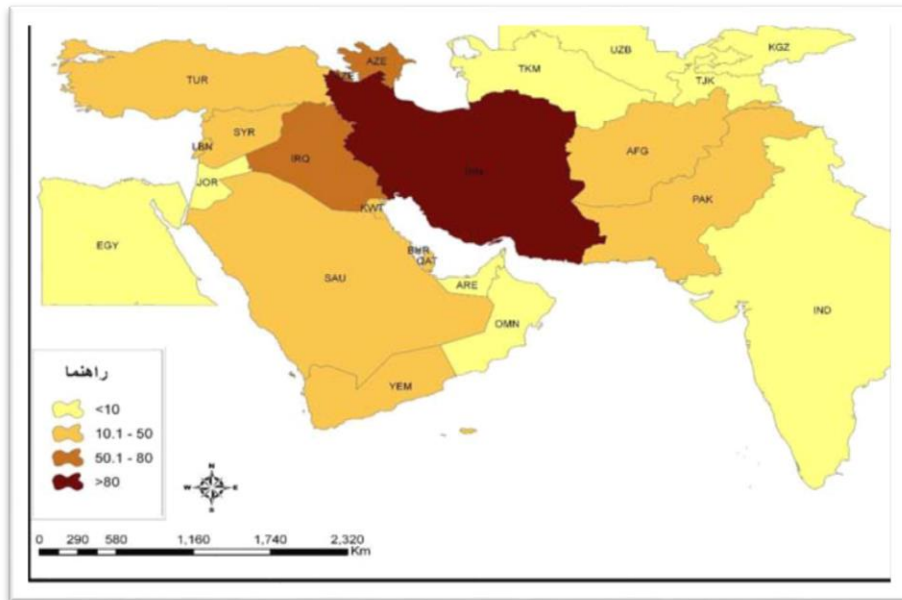 UZB
KGZ
AZE
TKM
TJK
TUR
SYR
LBN
IRQ
AFG
JOR
PAK
KWT
EGY
BHR
QAT
SAU
ARE
IND
OMN
YEM
راهنما
<10
10.1 - 50
50.1 - 80
>80
N
W E
S
0 290 580 1,160 1,740 2,320
Km